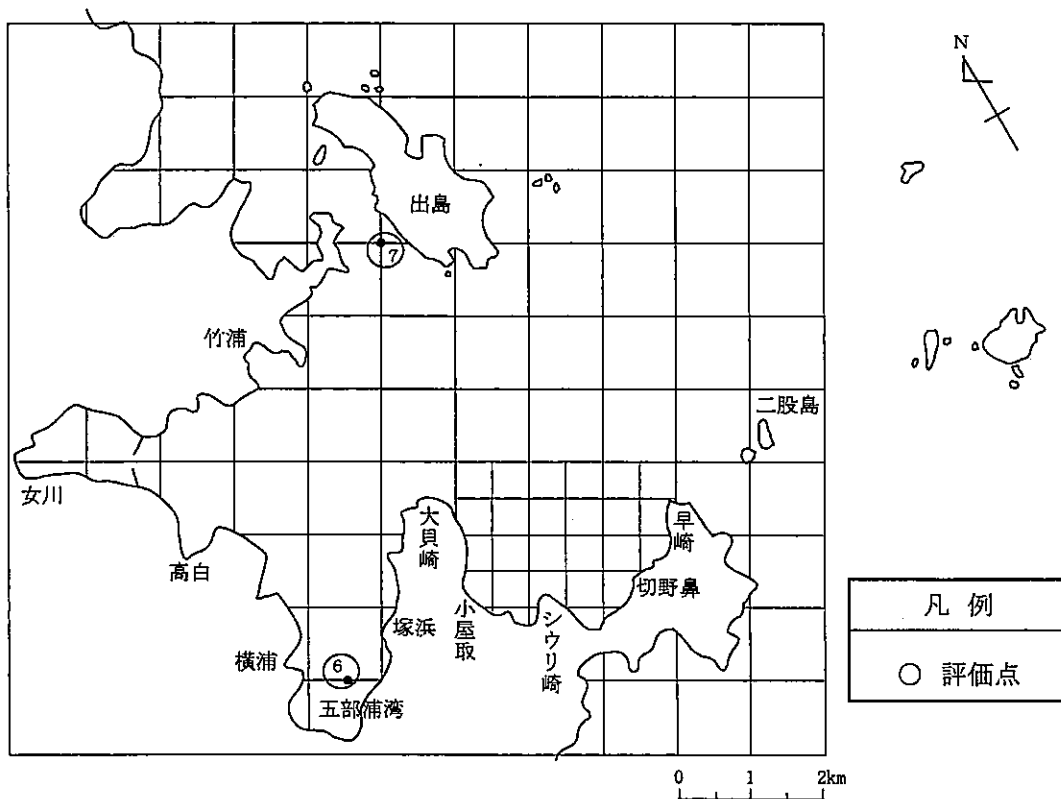 N
出島
7
竹浦
二股島
女川
大貝崎
早崎
高白
切野鼻
小屋取
シウリ崎
塚浜
横浦
6
五部浦湾
凡例
○ 評価点
0 1 2km